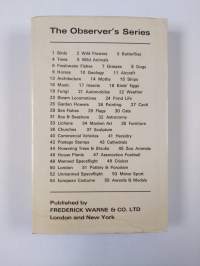 The Observer's Series
1 Birds 2 Wild Flowers 3 Butterflies
4 Trees 5 Wild Animals
6 Freshwater Fishes 7 Grasses 8 Dogs
9 Horses 10 Geology 11 Aircraft
12 Architecture 14 Moths 15 Ships
16 Music 17 Insects 18 Birds' Eggs
19 Fungi 21 Automobiles 22 Weather
23 Steam Locomotives 24 Pond Life
25 Garden Flowers 26 Painting 27 Cacti
28 Sea Fishes 29 Flags 30 Cats
31 Sea & Seashore 32 Astronomy
33 Lichens 34 Modern Art 35 Furniture
36 Churches 37 Sculpture
40 Commercial Vehicles 41 Heraldry
42 Postage Stamps 43 Cathedrals
44 Flowering Trees & Shrubs 45 Sea Animals
46 House Plants 47 Association Football
48 Manned Spaceflight 49 Cricket
50 London 51 Pottery & Porcelain
52 Unmanned Spaceflight 53 Motor Sport
54 European Costume 55 Awards & Medals
Published by
FREDERICK WARNE & CO. LTD
London and New York